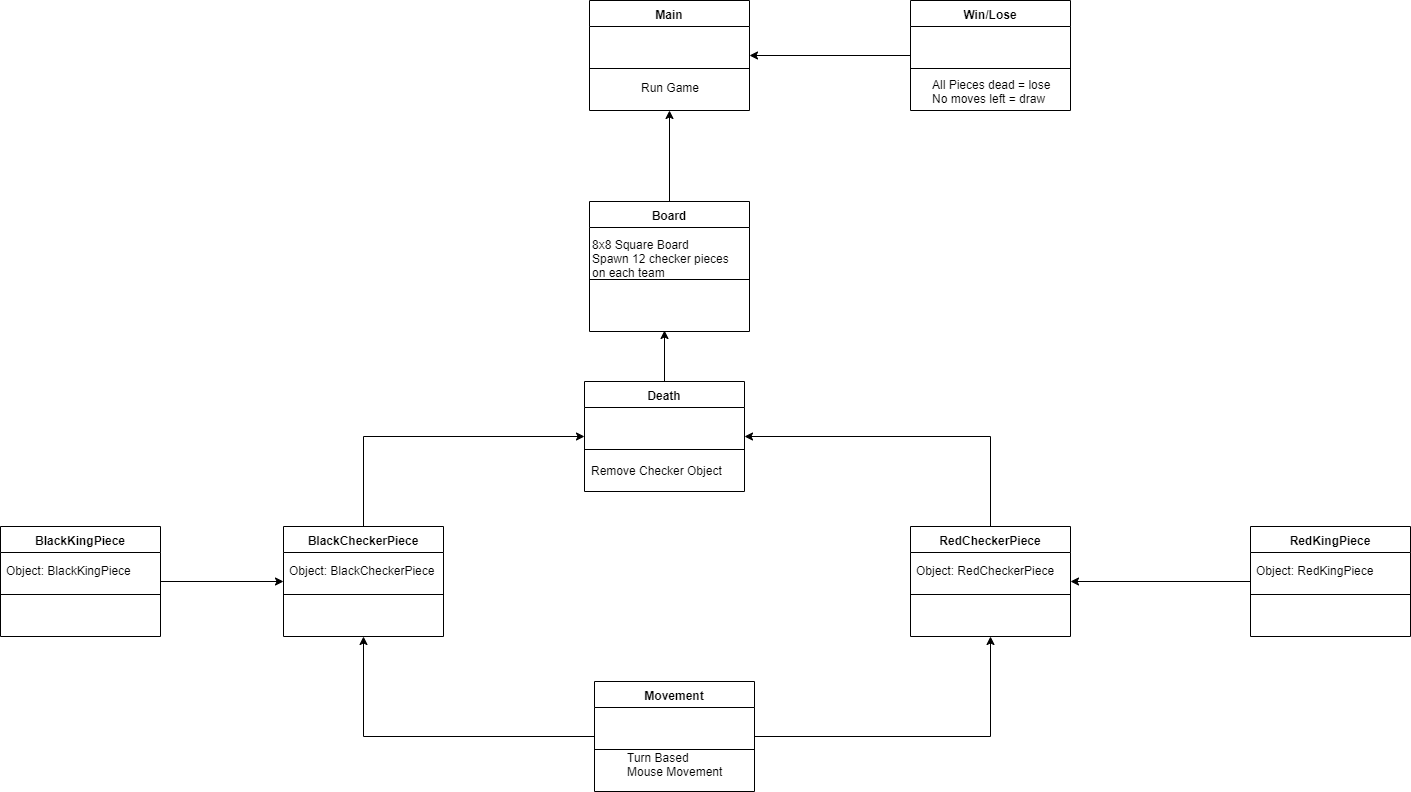 Main
Run Game
Win/Lose
All Pieces dead = lose
No moves left = draw
Board
8x8 Square Board
Spawn 12 checker pieces
on each team
Death
Remove Checker Object
BlackKingPiece
Object: BlackKingPiece
BlackCheckerPiece
Object: BlackCheckerPiece
RedCheckerPiece
Object: RedCheckerPiece
RedKingPiece
Object: RedKingPiece
Movement
Turn Based
Mouse Movement